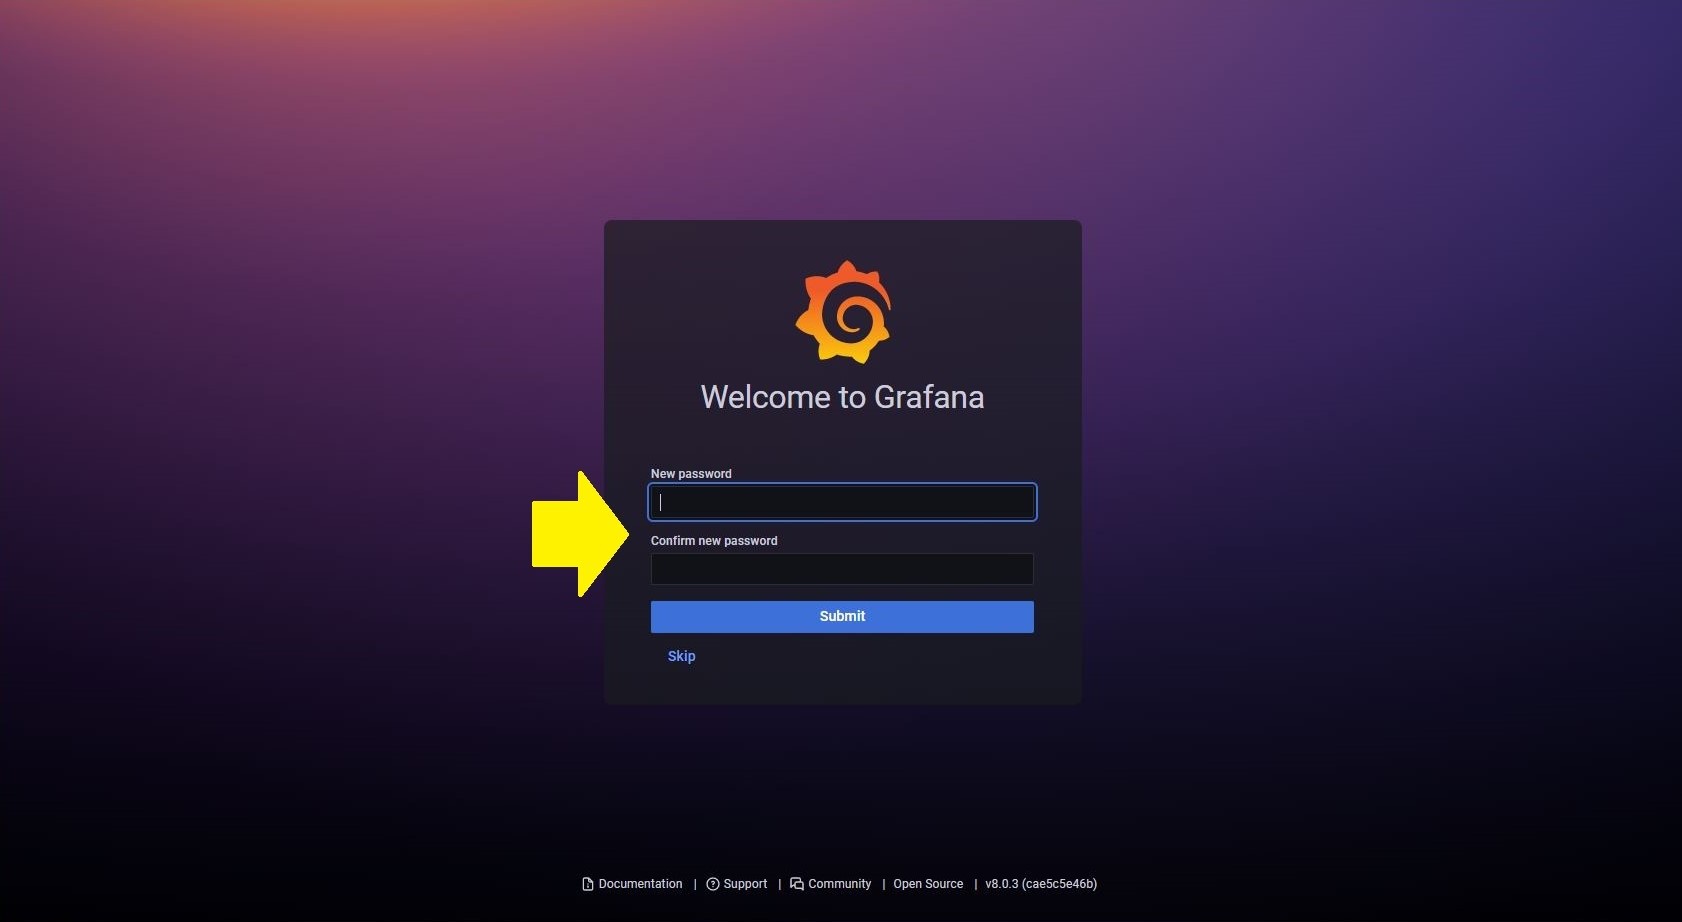 Welcome to Grafana
New password
Confirm new password
Submit
Skip
Documentation | Support | Community | Open Source | v8.0.3 (cae5c5e46b)